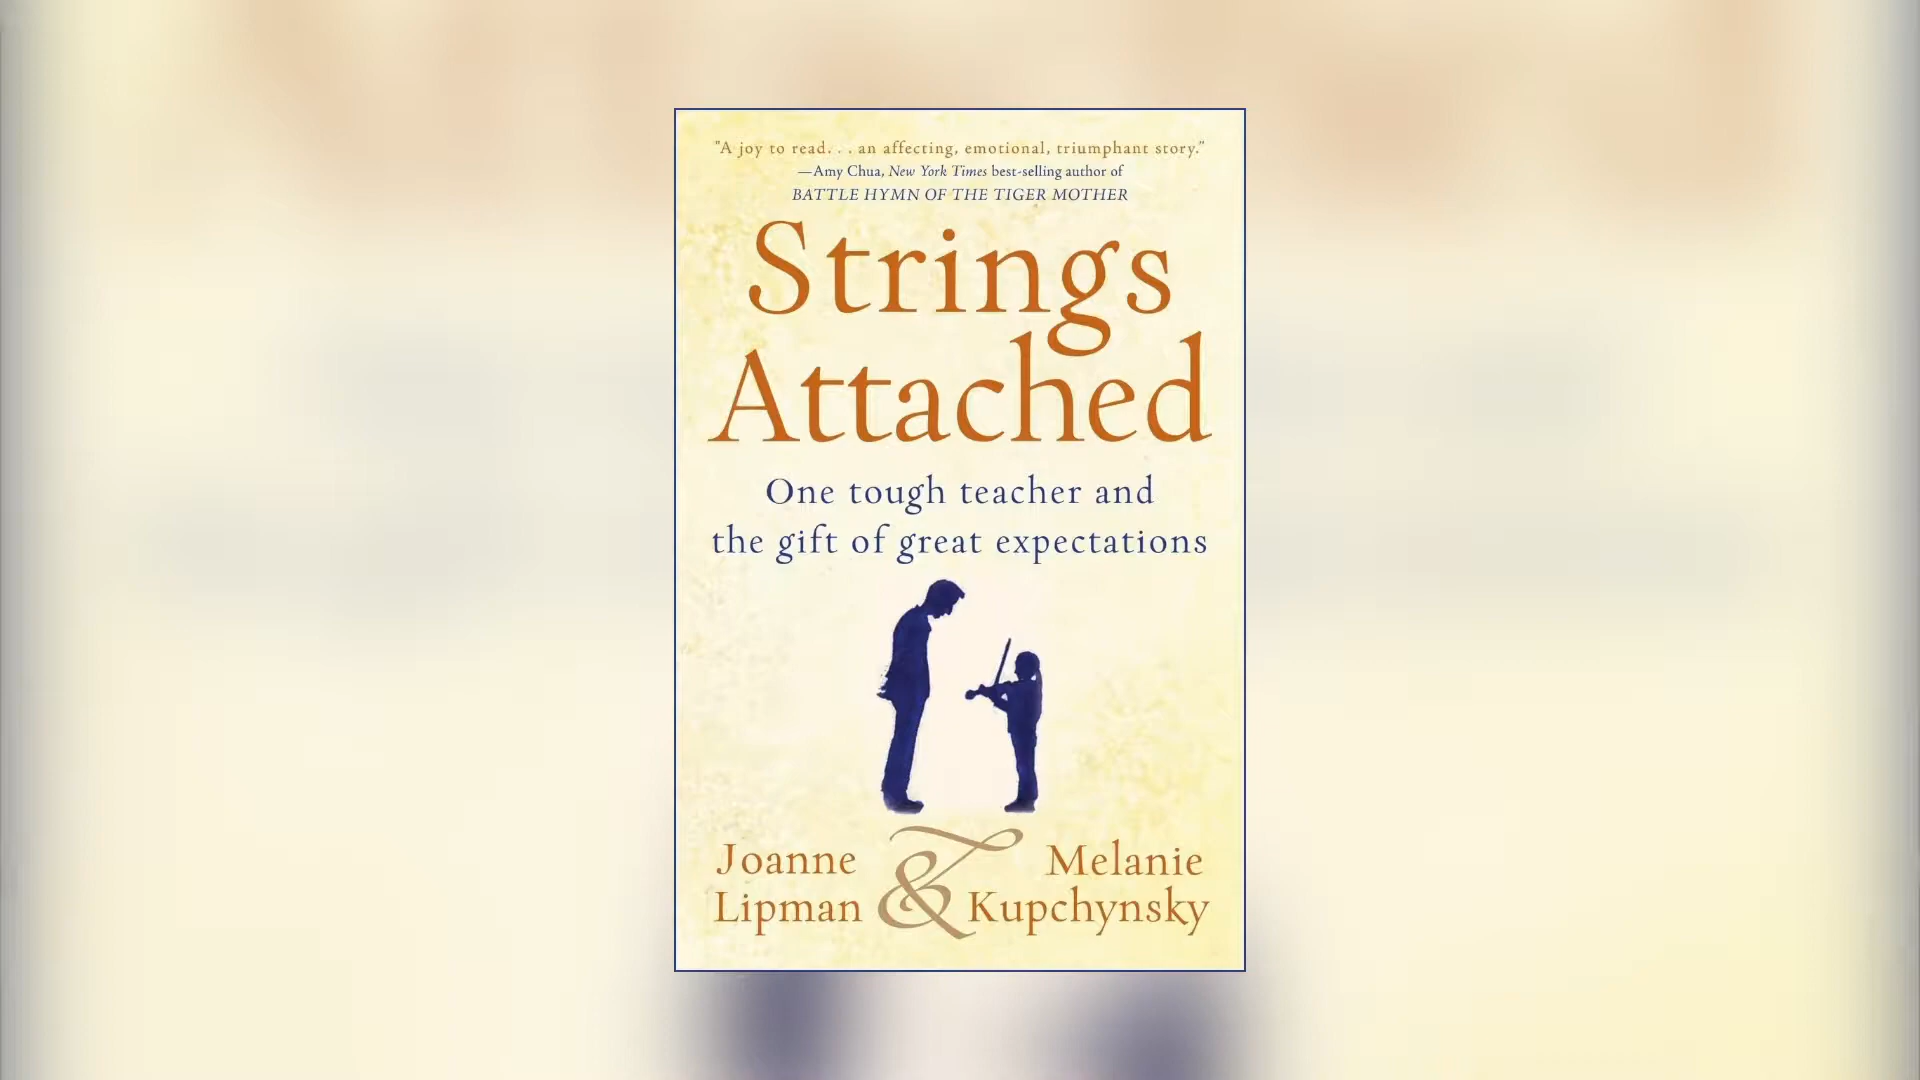 "A joy to read. . . an affecting, emotional, triumphant story."
—Amy Chua, New York Times best-selling author of
BATTLE HYMN OF THE TIGER MOTHER
Strings
Attached
One tough teacher and
the gift of great expectations
Joanne
Lipman
&
Melanie
Kupchynsky